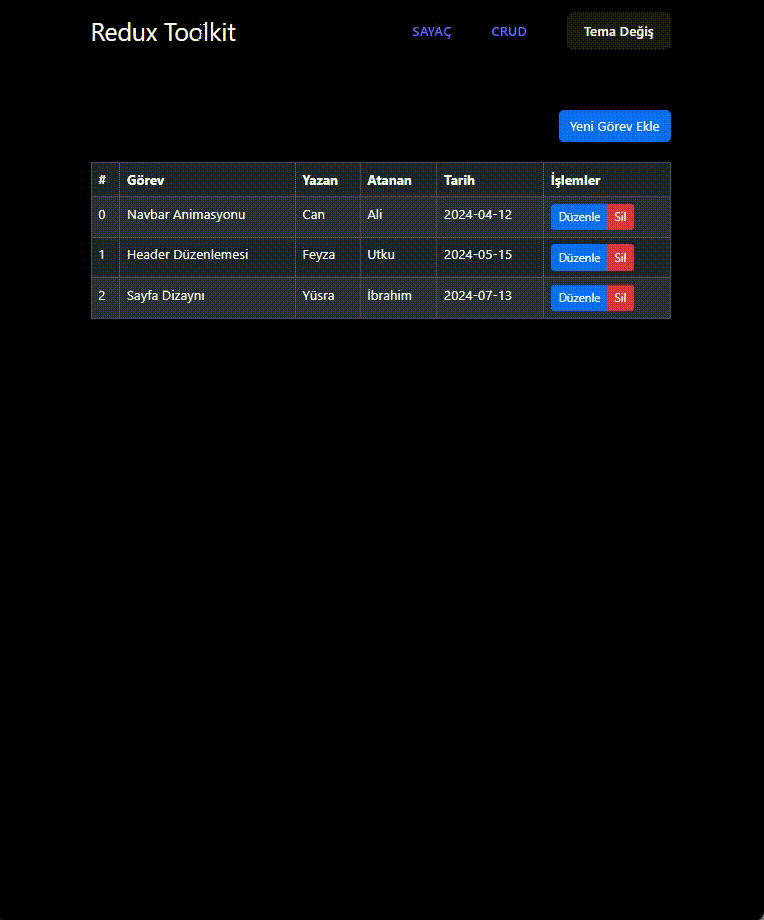 Redux Toolkit SAYAÇ CRUD Tema Değiş
Yeni Görev Ekle
# Görev Yazan Atanan Tarih İşlemler
0 Navbar Animasyonu Can Ali 2024-04-12 Düzenle Sil
1 Header Düzenlemesi Feyza Utku 2024-05-15 Düzenle Sil
2 Sayfa Dizaynı Yüsra İbrahim 2024-07-13 Düzenle Sil